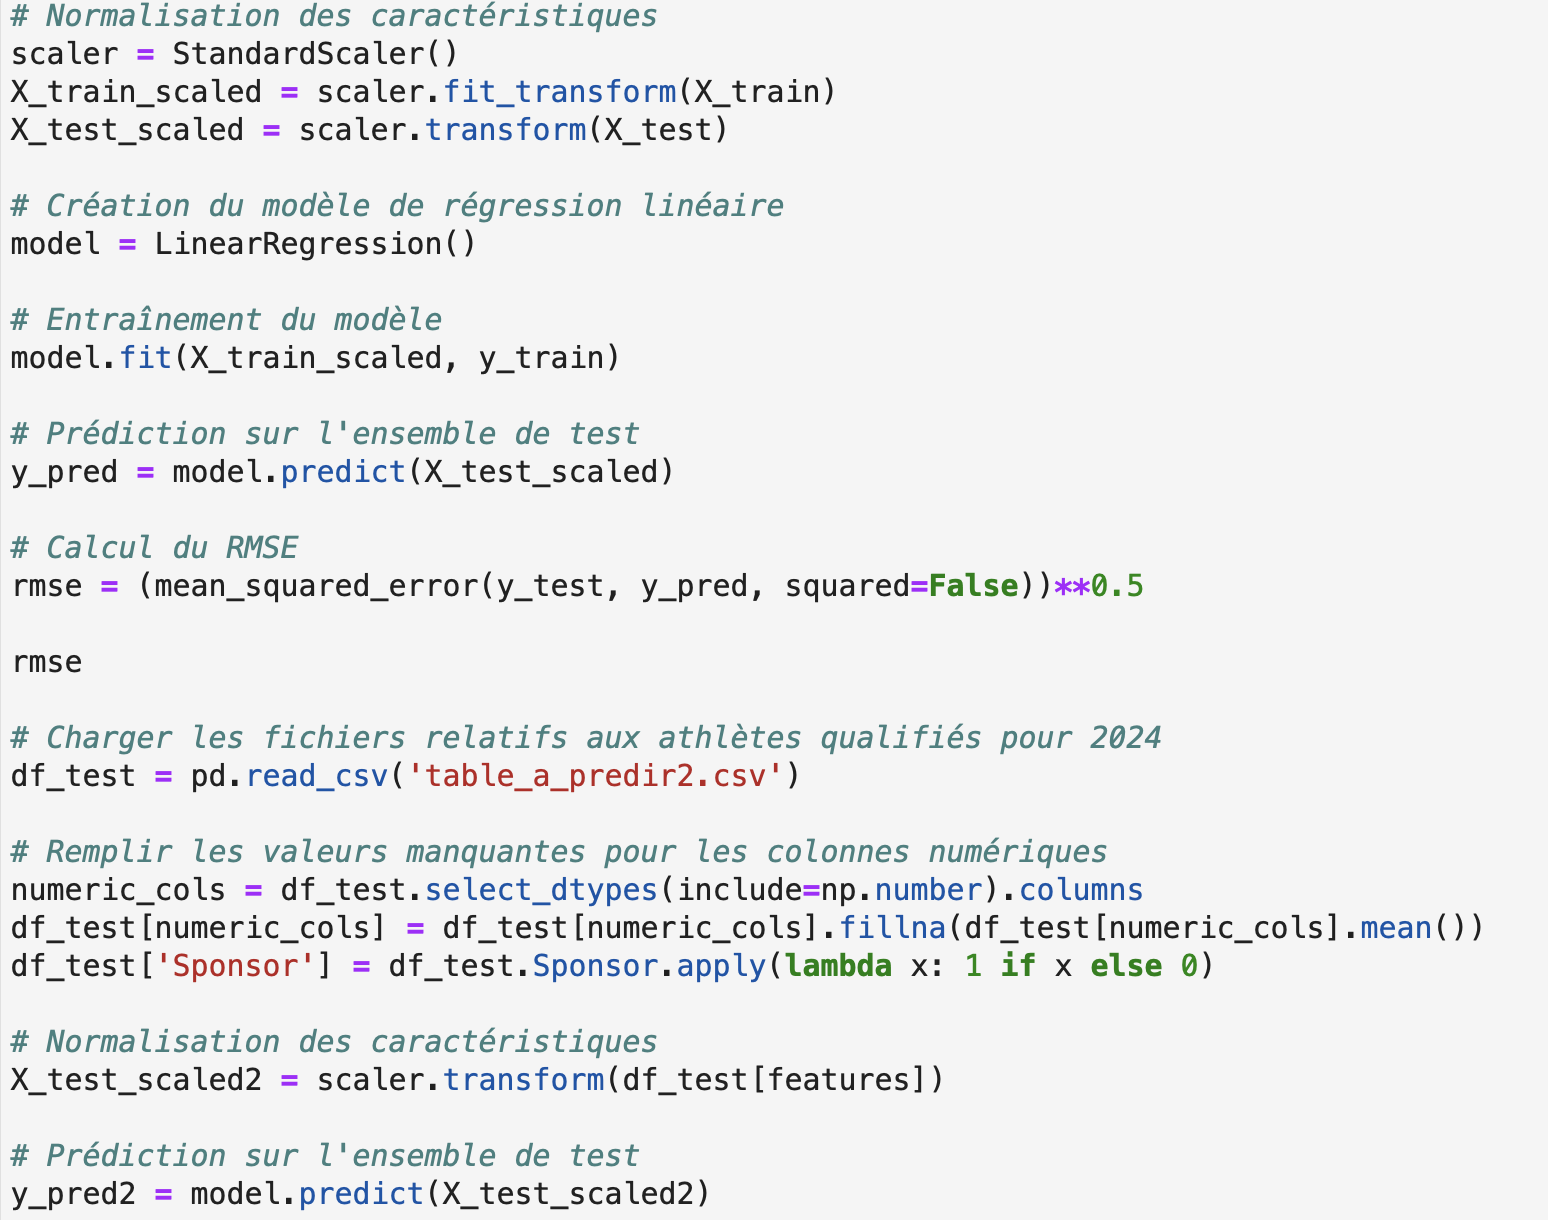 # Normalisation des caractéristiques
scaler = StandardScaler()
X_train_scaled = scaler.fit_transform(X_train)
X_test_scaled = scaler.transform(X_test)
# Création du modèle de régression linéaire
model = LinearRegression()
# Entraînement du modèle
model.fit(X_train_scaled, y_train)
# Prédiction sur l'ensemble de test
y_pred = model.predict(X_test_scaled)
# Calcul du RMSE
rmse = (mean_squared_error(y_test, y_pred, squared=False))**0.5
rmse
# Charger les fichiers relatifs aux athlètes qualifiés pour 2024
df_test = pd.read_csv('table_a_predir2.csv')
# Remplir les valeurs manquantes pour les colonnes numériques
numeric_cols = df_test.select_dtypes(include=np.number).columns
df_test[numeric_cols] = df_test[numeric_cols].fillna(df_test[numeric_cols].mean())
df_test['Sponsor'] = df_test.Sponsor.apply(lambda x: 1 if x else 0)
# Normalisation des caractéristiques
X_test_scaled2 = scaler.transform(df_test[features])
# Prédiction sur l'ensemble de test
y_pred2 = model.predict(X_test_scaled2)